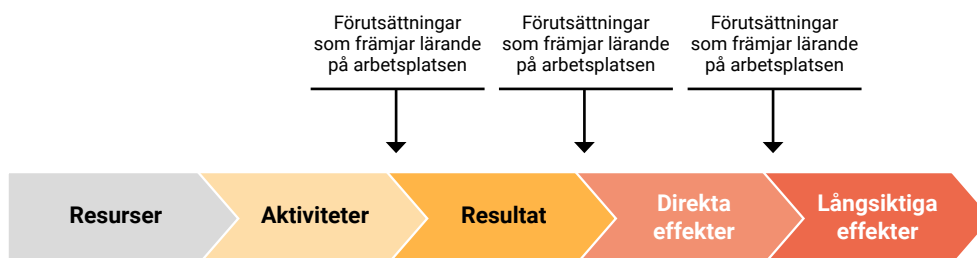 Förutsättningar
som främjar lärande
på arbetsplatsen
Förutsättningar
som främjar lärande
på arbetsplatsen
Förutsättningar
som främjar lärande
på arbetsplatsen
Resurser
Aktiviteter
Resultat
Direkta
effekter
Långsiktiga
effekter